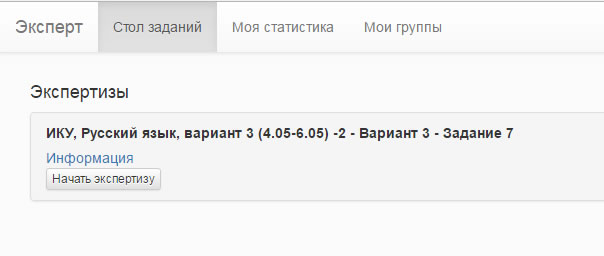 Эксперт Стол заданий Моя статистика Мои группы
Экспертизы
ИКУ, Русский язык, вариант 3 (4.05-6.05) -2 - Вариант 3 - Задание 7
Информация
Начать экспертизу